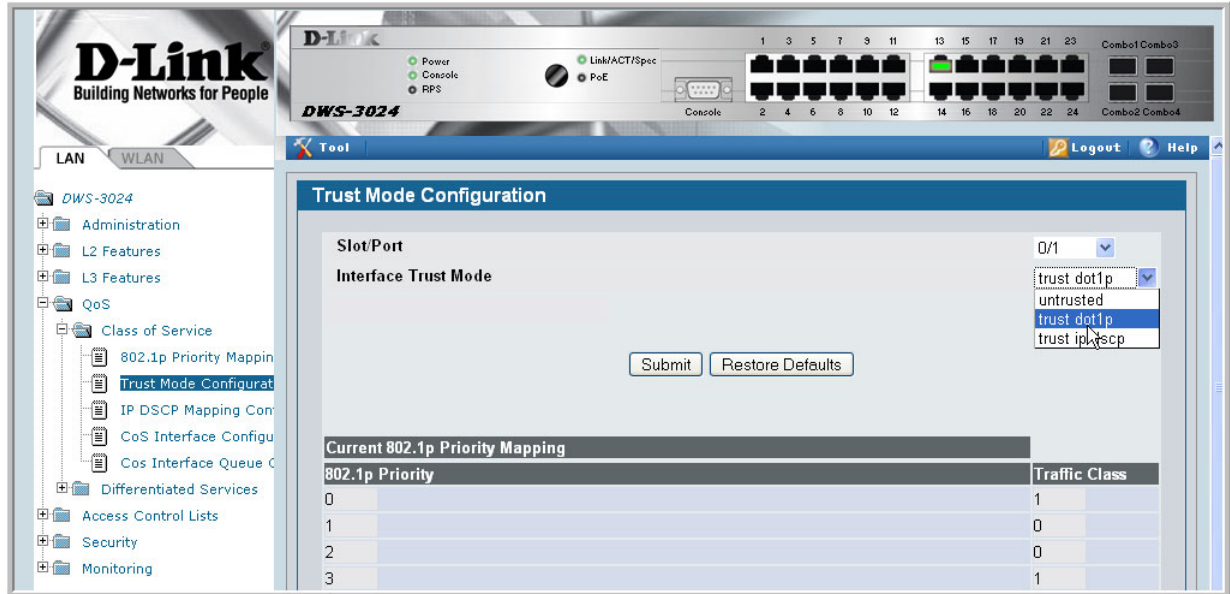 D-Link
Building Networks for People
D-Link
Power
Console
RPS
Link/ACT/Spec
PoE
DWS-3024
Console
1 3 5 7 9 11 13 15 17 19 21 23
Combo1 Combo3
2 4 6 8 10 12 14 16 18 20 22 24
Combo2 Combo4
LAN
WLAN
Tool
Logout
Help
DWS-3024
Administration
L2 Features
L3 Features
QoS
Class of Service
802.1p Priority Mappin
Trust Mode Configurat
IP DSCP Mapping Con
CoS Interface Configu
Cos Interface Queue C
Differentiated Services
Access Control Lists
Security
Monitoring
Trust Mode Configuration
Slot/Port
0/1
Interface Trust Mode
trust dot1p
untrusted
trust dot1p
trust ip dscp
Submit
Restore Defaults
Current 802.1p Priority Mapping
802.1p Priority Traffic Class
0 1
1 0
2 0
3 1